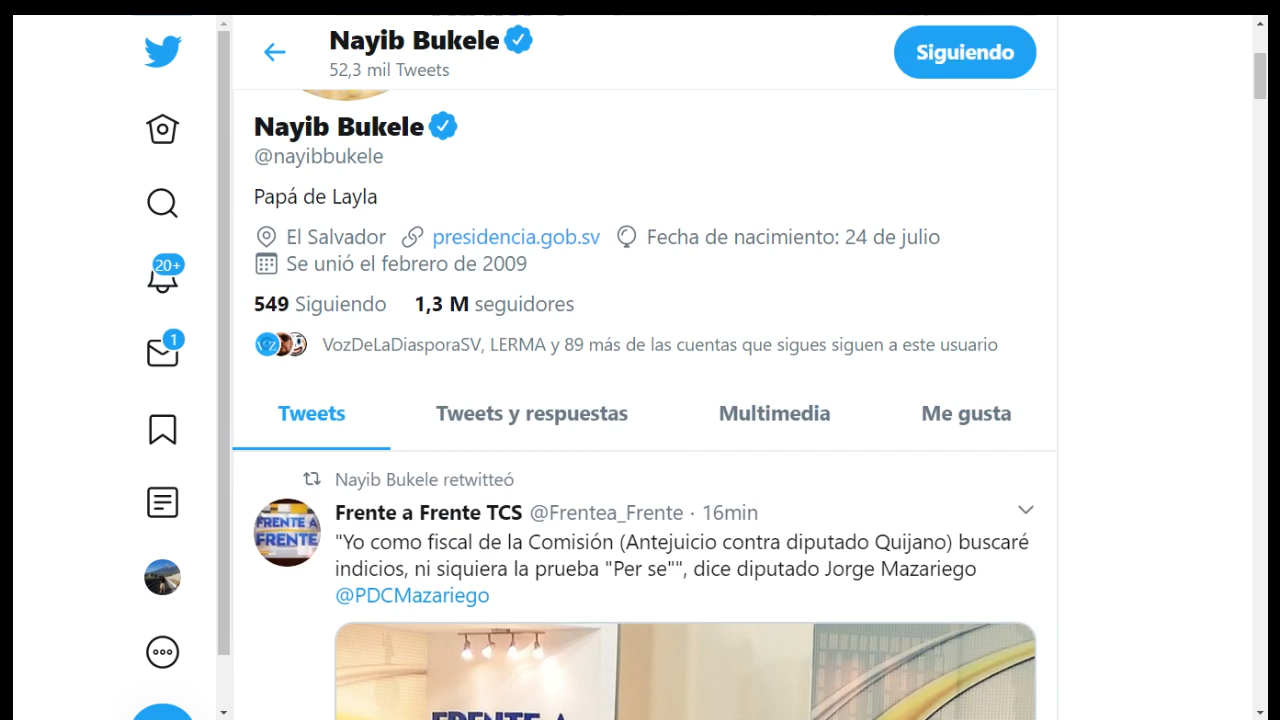 Nayib Bukele
52,3 mil Tweets
Siguiendo
Nayib Bukele
@nayibbukele
Papá de Layla
El Salvador presidencia.gob.sv Fecha de nacimiento: 24 de julio
Se unió el febrero de 2009
549 Siguiendo 1,3 M seguidores
VozDeLaDiasporaSV, LERMA y 89 más de las cuentas que sigues siguen a este usuario
Tweets Tweets y respuestas Multimedia Me gusta
20+
1
Nayib Bukele retwitteó
Frente a Frente TCS @Frentea_Frente · 16min
"Yo como fiscal de la Comisión (Antejuicio contra diputado Quijano) buscaré
indicios, ni siquiera la prueba "Per se"", dice diputado Jorge Mazariego
@PDCMazariego
FRENTE A
FRENTE
FRENTE A